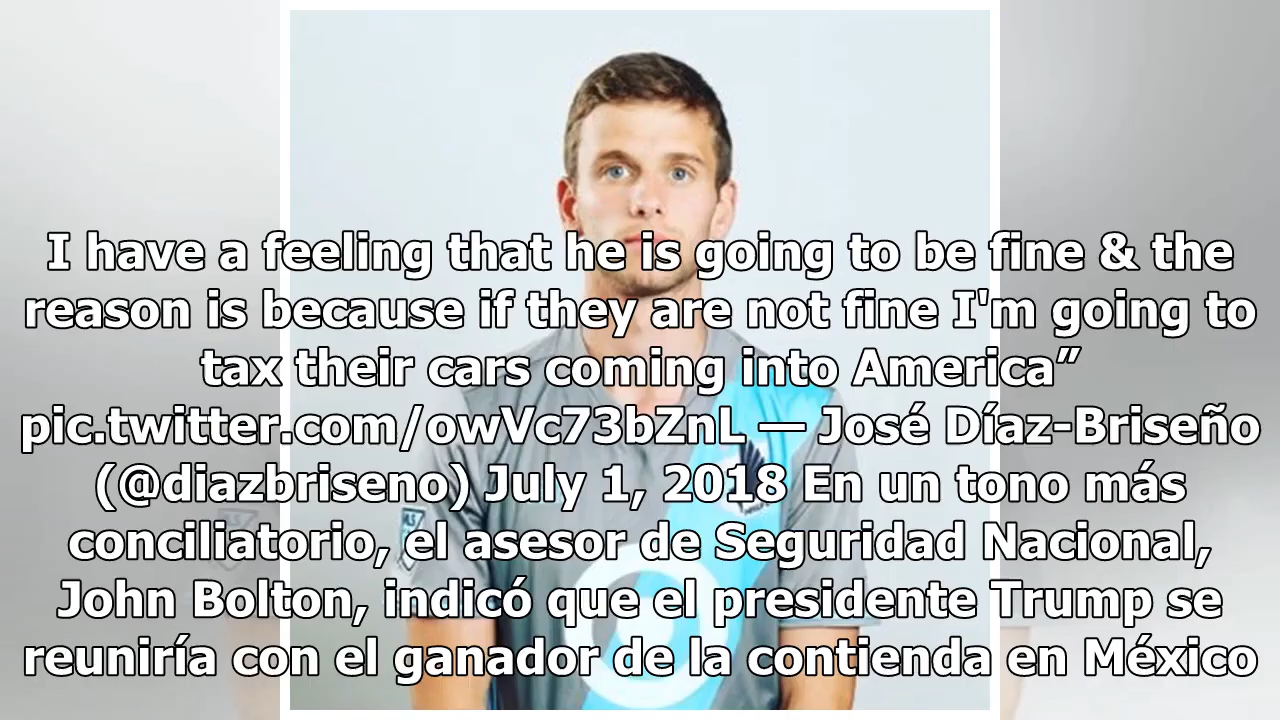 I have a feeling that he is going to be fine & the
reason is because if they are not fine I'm going to
tax their cars coming into America”
pic.twitter.com/owVc73bZnL — José Díaz-Briseño
(@diazbriseno) July 1, 2018 En un tono más
conciliatorio, el asesor de Seguridad Nacional,
John Bolton, indicó que el presidente Trump se
reuniría con el ganador de la contienda en México